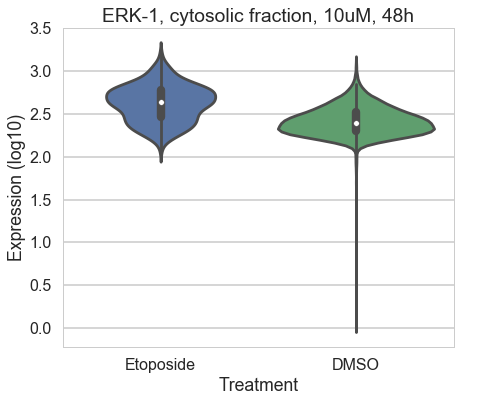 ERK-1, cytosolic fraction, 10uM, 48h
3.5
3.0
2.5
2.0
1.5
1.0
0.5
0.0
Expression (log10)
Etoposide DMSO
Treatment